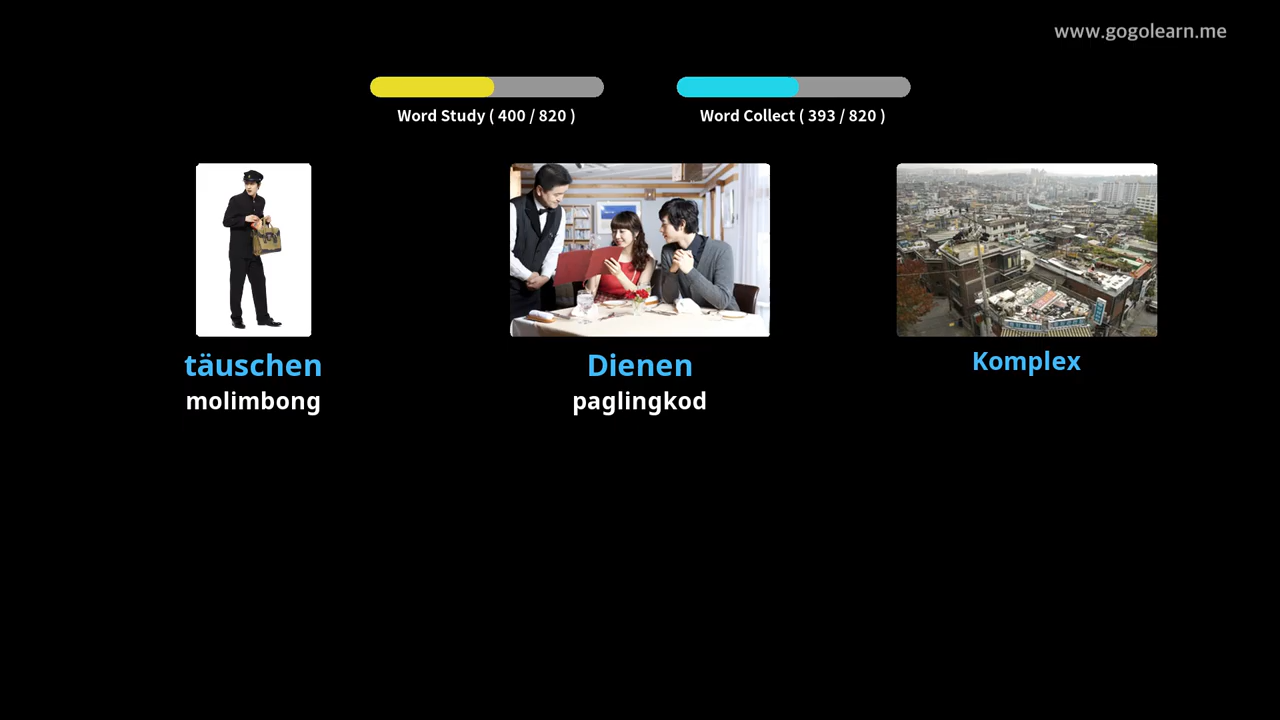 www.gogolearn.me
Word Study ( 400 / 820 )
Word Collect ( 393 / 820 )
täuschen
molimbong
Dienen
paglingkod
Komplex